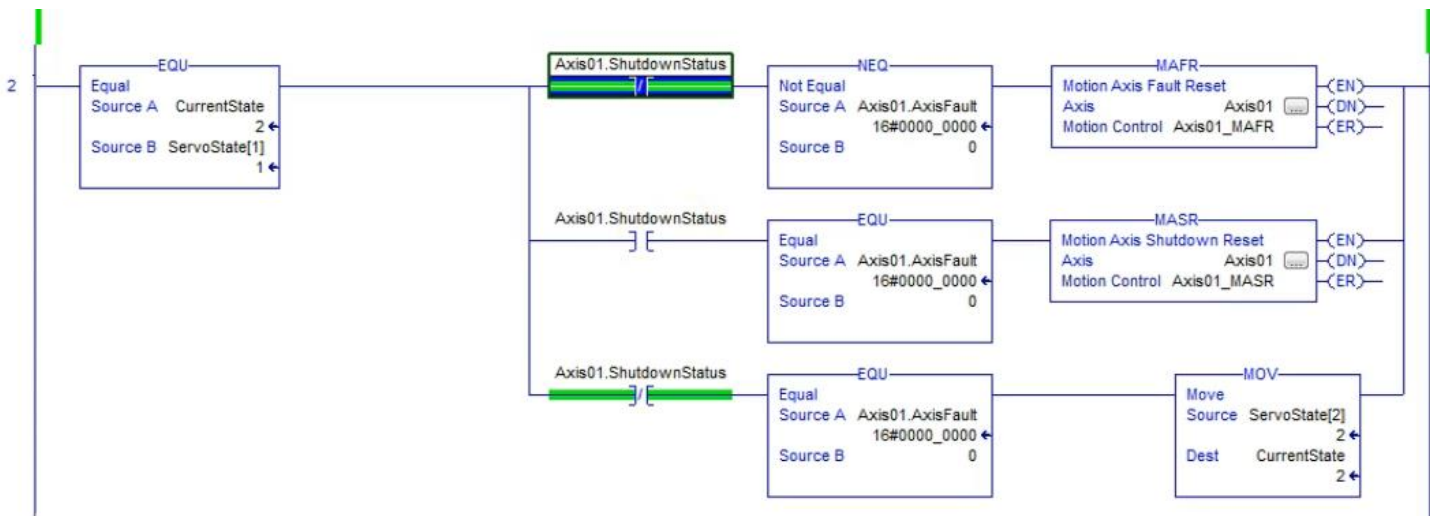 2
EQU
Equal
Source A CurrentState
2
Source B ServoState[1]
1
Axis01.ShutdownStatus
NEQ
Not Equal
Source A Axis01.AxisFault
16#0000_0000
Source B 0
MAFR
Motion Axis Fault Reset
Axis Axis01 ...
Motion Control Axis01_MAFR
EN
DN
ER
Axis01.ShutdownStatus
EQU
Equal
Source A Axis01.AxisFault
16#0000_0000
Source B 0
MASR
Motion Axis Shutdown Reset
Axis Axis01 ...
Motion Control Axis01_MASR
EN
DN
ER
Axis01.ShutdownStatus
EQU
Equal
Source A Axis01.AxisFault
16#0000_0000
Source B 0
MOV
Move
Source ServoState[2]
2
Dest CurrentState
2